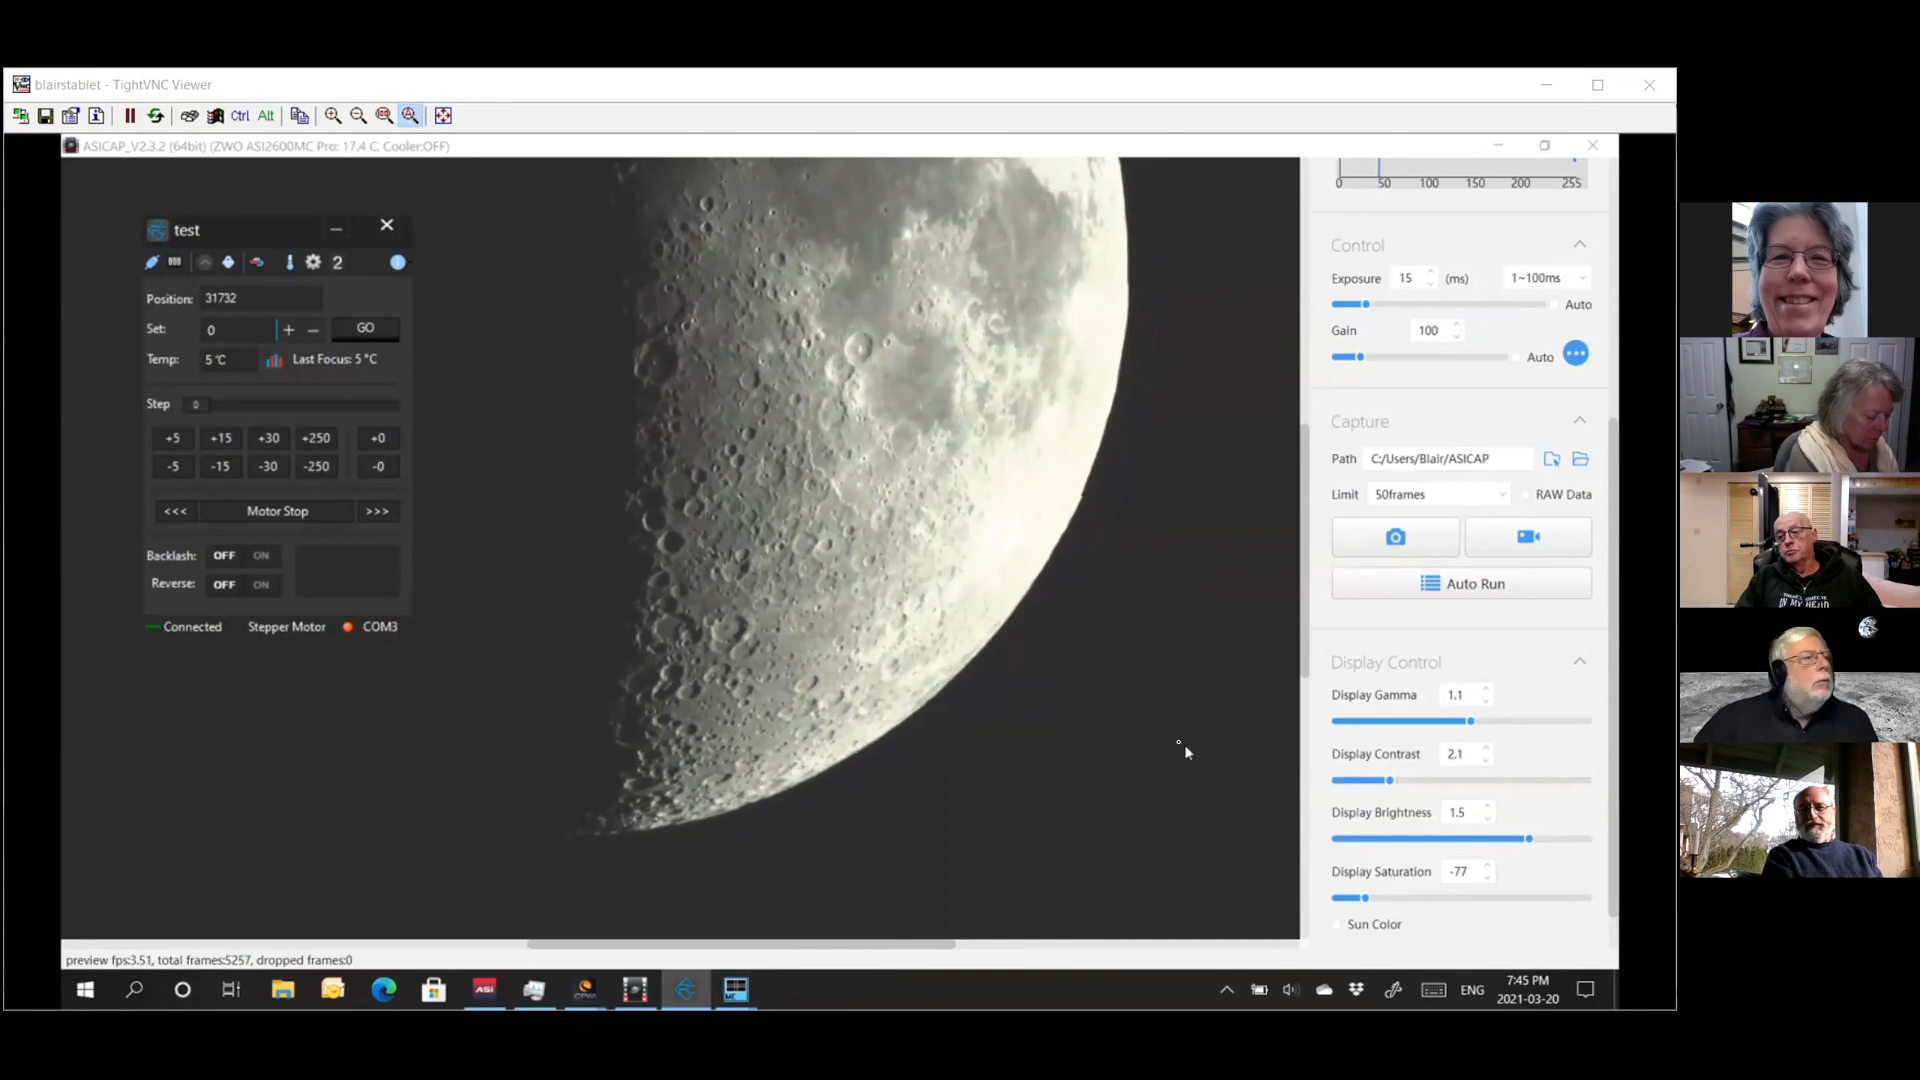 blairstablet - TightVNC Viewer
Ctrl Alt
ASICAP_V2.3.2 (64bit) (ZWO ASI2600MC Pro: 17.4 C, Cooler:OFF)
test
2
Position: 31732
Set: 0 + – GO
Temp: 5 ℃ Last Focus: 5 °C
Step 0
+5 +15 +30 +250 +0
-5 -15 -30 -250 -0
<<< Motor Stop >>>
Backlash: OFF ON
Reverse: OFF ON
Connected Stepper Motor COM3
0 50 100 150 200 255
Control
Exposure 15 (ms) 1~100ms
Auto
Gain 100
Auto
Capture
Path C:/Users/Blair/ASICAP
Limit 50frames RAW Data
Auto Run
Display Control
Display Gamma 1.1
Display Contrast 2.1
Display Brightness 1.5
Display Saturation -77
Sun Color
preview fps:3.51, total frames:5257, dropped frames:0
ASI
CPWI
ENG
7:45 PM
2021-03-20
IN MY HEAD